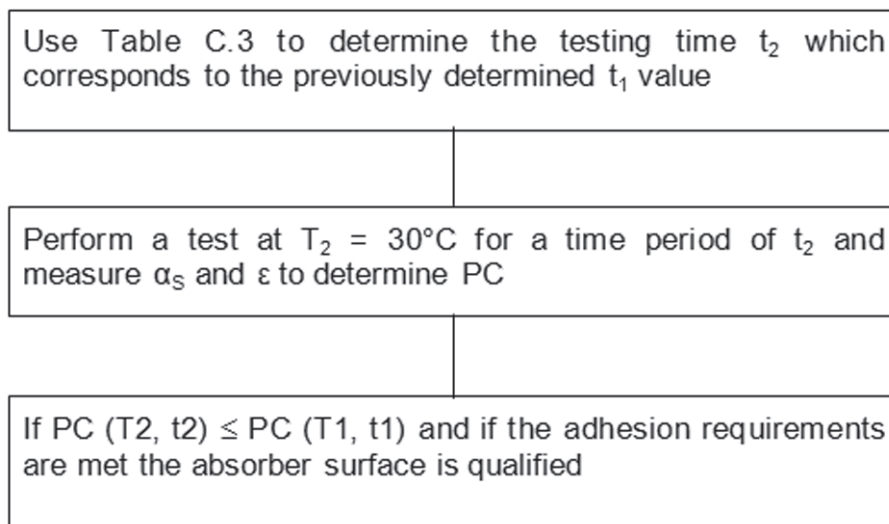 Use Table C.3 to determine the testing time t₂ which
corresponds to the previously determined t₁ value
Perform a test at T₂ = 30°C for a time period of t₂ and
measure αS and ε to determine PC
If PC (T2, t2) ≤ PC (T1, t1) and if the adhesion requirements
are met the absorber surface is qualified